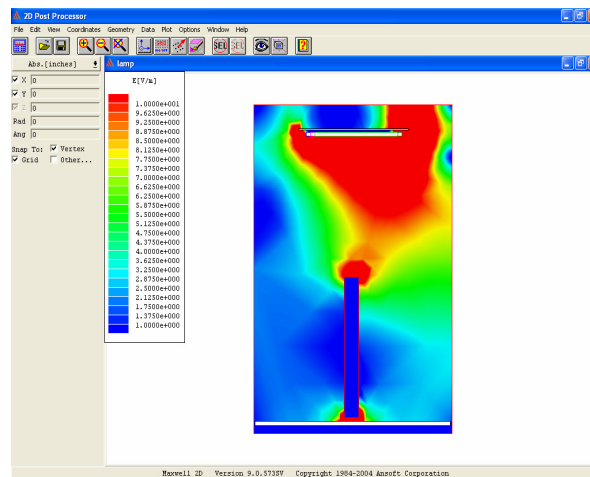 2D Post Processor
File Edit View Coordinates Geometry Data Plot Options Window Help
SEL SEL
Abs.[inches]
lamp
X 0
Y 0
Z 0
Rad 0
Ang 0
Snap To: Vertex
Grid Other...
E[V/m]
1.0000e+001
9.6250e+000
9.2500e+000
8.8750e+000
8.5000e+000
8.1250e+000
7.7500e+000
7.3750e+000
7.0000e+000
6.6250e+000
6.2500e+000
5.8750e+000
5.5000e+000
5.1250e+000
4.7500e+000
4.3750e+000
4.0000e+000
3.6250e+000
3.2500e+000
2.8750e+000
2.5000e+000
2.1250e+000
1.7500e+000
1.3750e+000
1.0000e+000
Maxwell 2D Version 9.0.573SV Copyright 1984-2004 Ansoft Corporation